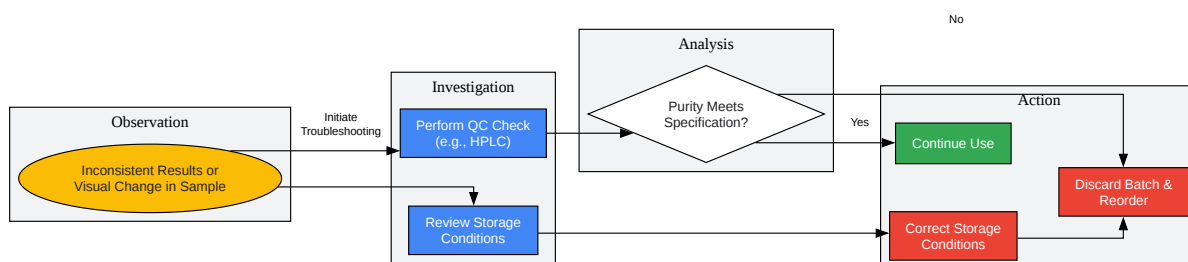 Observation
Inconsistent Results or
Visual Change in Sample
Initiate
Troubleshooting
Investigation
Perform QC Check
(e.g., HPLC)
Review Storage
Conditions
Analysis
Purity Meets
Specification?
No
Yes
Action
Continue Use
Discard Batch &
Reorder
Correct Storage
Conditions